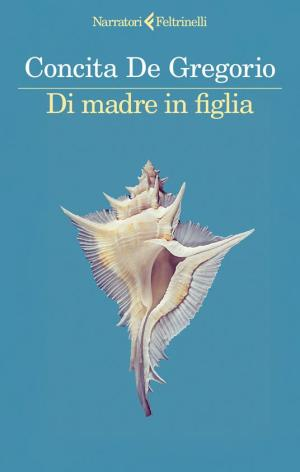 Narratori Feltrinelli
Concita De Gregorio
Di madre in figlia